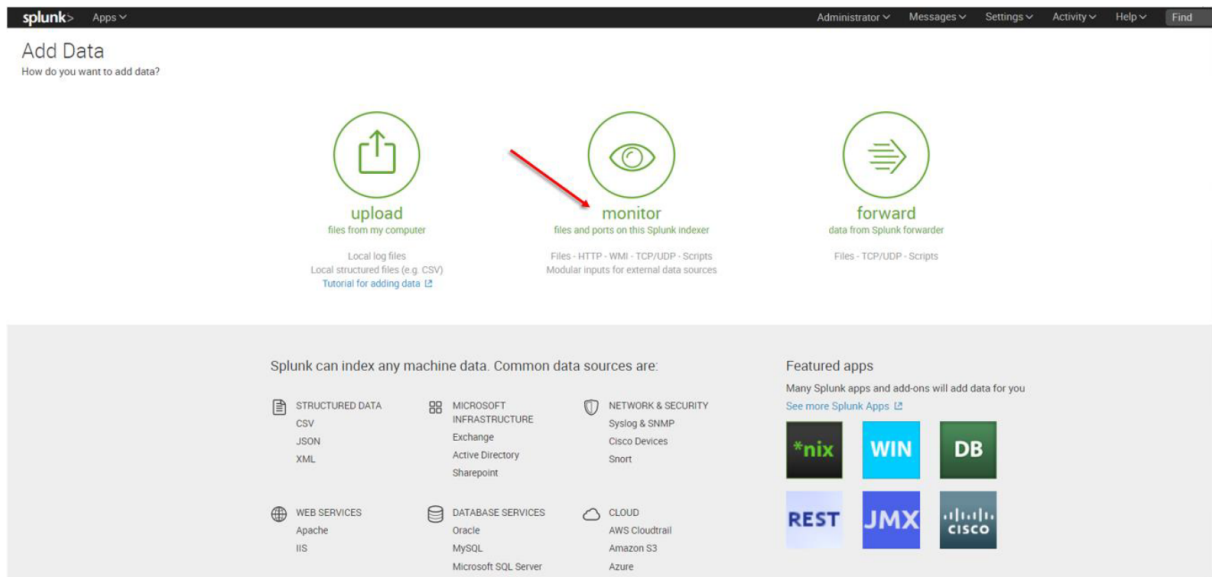 splunk> Apps Administrator Messages Settings Activity Help Find
Add Data
How do you want to add data?
upload
files from my computer
Local log files
Local structured files (e.g. CSV)
Tutorial for adding data
monitor
files and ports on this Splunk indexer
Files - HTTP - WMI - TCP/UDP - Scripts
Modular inputs for external data sources
forward
data from Splunk forwarder
Files - TCP/UDP - Scripts
Splunk can index any machine data. Common data sources are:
STRUCTURED DATA
CSV
JSON
XML
MICROSOFT
INFRASTRUCTURE
Exchange
Active Directory
Sharepoint
NETWORK & SECURITY
Syslog & SNMP
Cisco Devices
Snort
WEB SERVICES
Apache
IIS
DATABASE SERVICES
Oracle
MySQL
Microsoft SQL Server
CLOUD
AWS Cloudtrail
Amazon S3
Azure
Featured apps
Many Splunk apps and add-ons will add data for you
See more Splunk Apps
*nix
WIN
DB
REST
JMX
CISCO